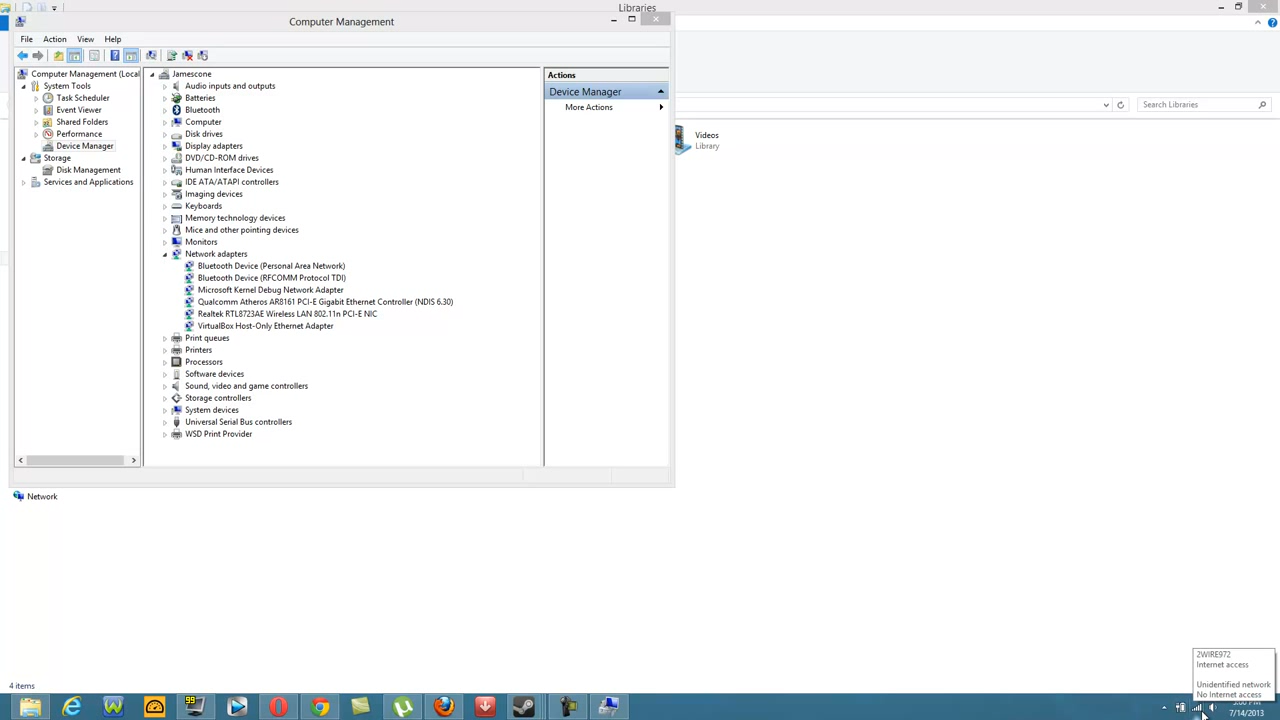 Libraries
Computer Management
File Action View Help
Computer Management (Local
System Tools
Task Scheduler
Event Viewer
Shared Folders
Performance
Device Manager
Storage
Disk Management
Services and Applications
Jamescone
Audio inputs and outputs
Batteries
Bluetooth
Computer
Disk drives
Display adapters
DVD/CD-ROM drives
Human Interface Devices
IDE ATA/ATAPI controllers
Imaging devices
Keyboards
Memory technology devices
Mice and other pointing devices
Monitors
Network adapters
Bluetooth Device (Personal Area Network)
Bluetooth Device (RFCOMM Protocol TDI)
Microsoft Kernel Debug Network Adapter
Qualcomm Atheros AR8161 PCI-E Gigabit Ethernet Controller (NDIS 6.30)
Realtek RTL8723AE Wireless LAN 802.11n PCI-E NIC
VirtualBox Host-Only Ethernet Adapter
Print queues
Printers
Processors
Software devices
Sound, video and game controllers
Storage controllers
System devices
Universal Serial Bus controllers
WSD Print Provider
Actions
Device Manager
More Actions
Search Libraries
Videos
Library
Network
4 items
2WIRE972
Internet access
Unidentified network
No Internet access
99
7/14/2013